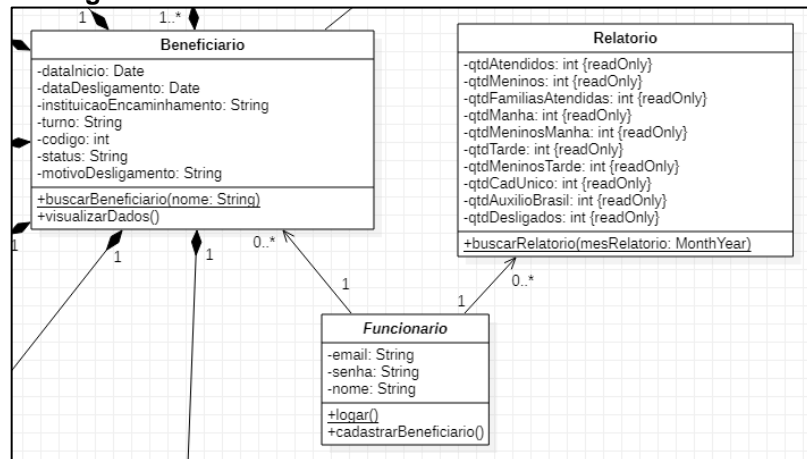 1
1..*
Beneficiario
-dataInicio: Date
-dataDesligamento: Date
-instituicaoEncaminhamento: String
-turno: String
-codigo: int
-status: String
-motivoDesligamento: String
+buscarBeneficiario(nome: String)
+visualizarDados()
Relatorio
-qtdAtendidos: int {readOnly}
-qtdMeninos: int {readOnly}
-qtdFamiliasAtendidas: int {readOnly}
-qtdManha: int {readOnly}
-qtdMeninosManha: int {readOnly}
-qtdTarde: int {readOnly}
-qtdMeninosTarde: int {readOnly}
-qtdCadUnico: int {readOnly}
-qtdAuxilioBrasil: int {readOnly}
-qtdDesligados: int {readOnly}
+buscarRelatorio(mesRelatorio: MonthYear)
1
1
1
0..*
1
1
0..*
Funcionario
-email: String
-senha: String
-nome: String
+logar()
+cadastrarBeneficiario()